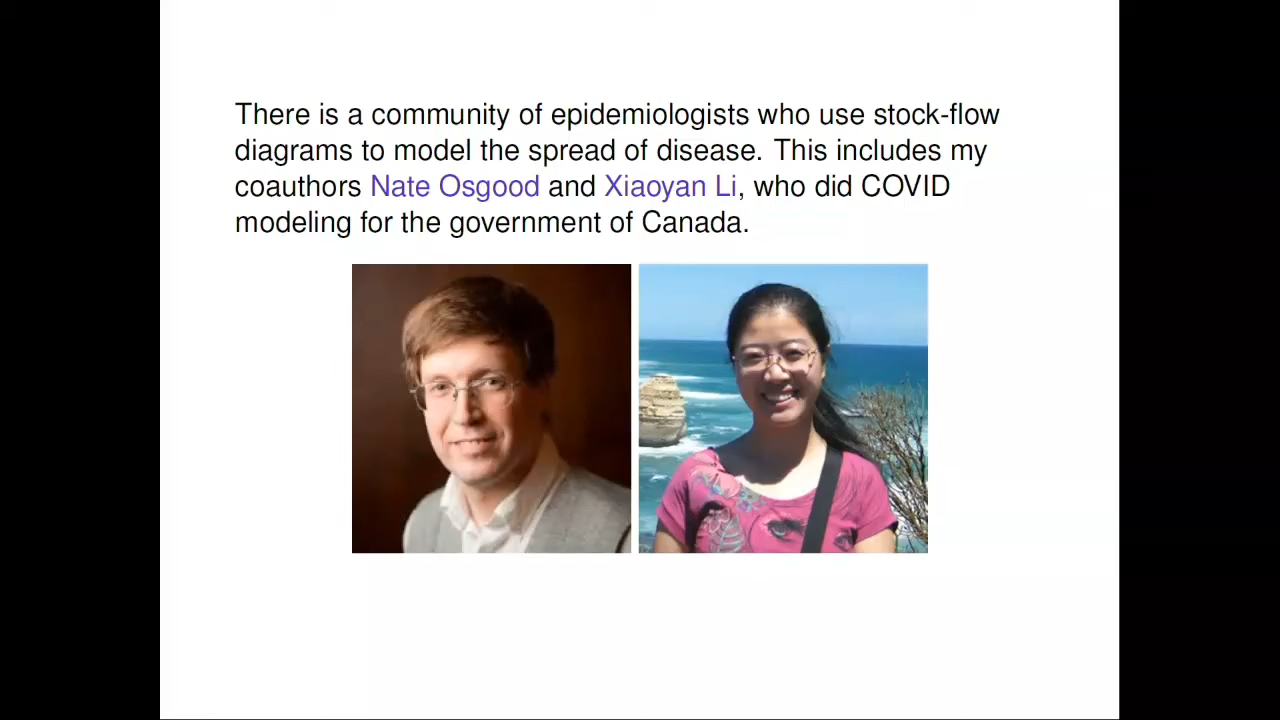 There is a community of epidemiologists who use stock-flow
diagrams to model the spread of disease. This includes my
coauthors Nate Osgood and Xiaoyan Li, who did COVID
modeling for the government of Canada.